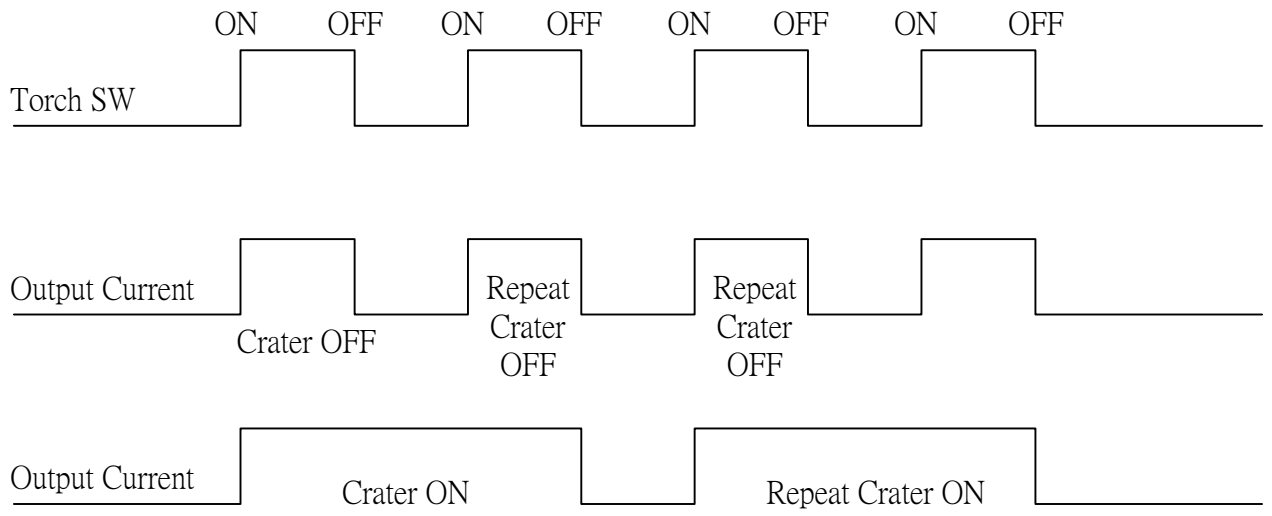 ON OFF ON OFF ON OFF ON OFF
Torch SW
Output Current
Crater OFF
Repeat
Crater
OFF
Repeat
Crater
OFF
Output Current
Crater ON
Repeat Crater ON